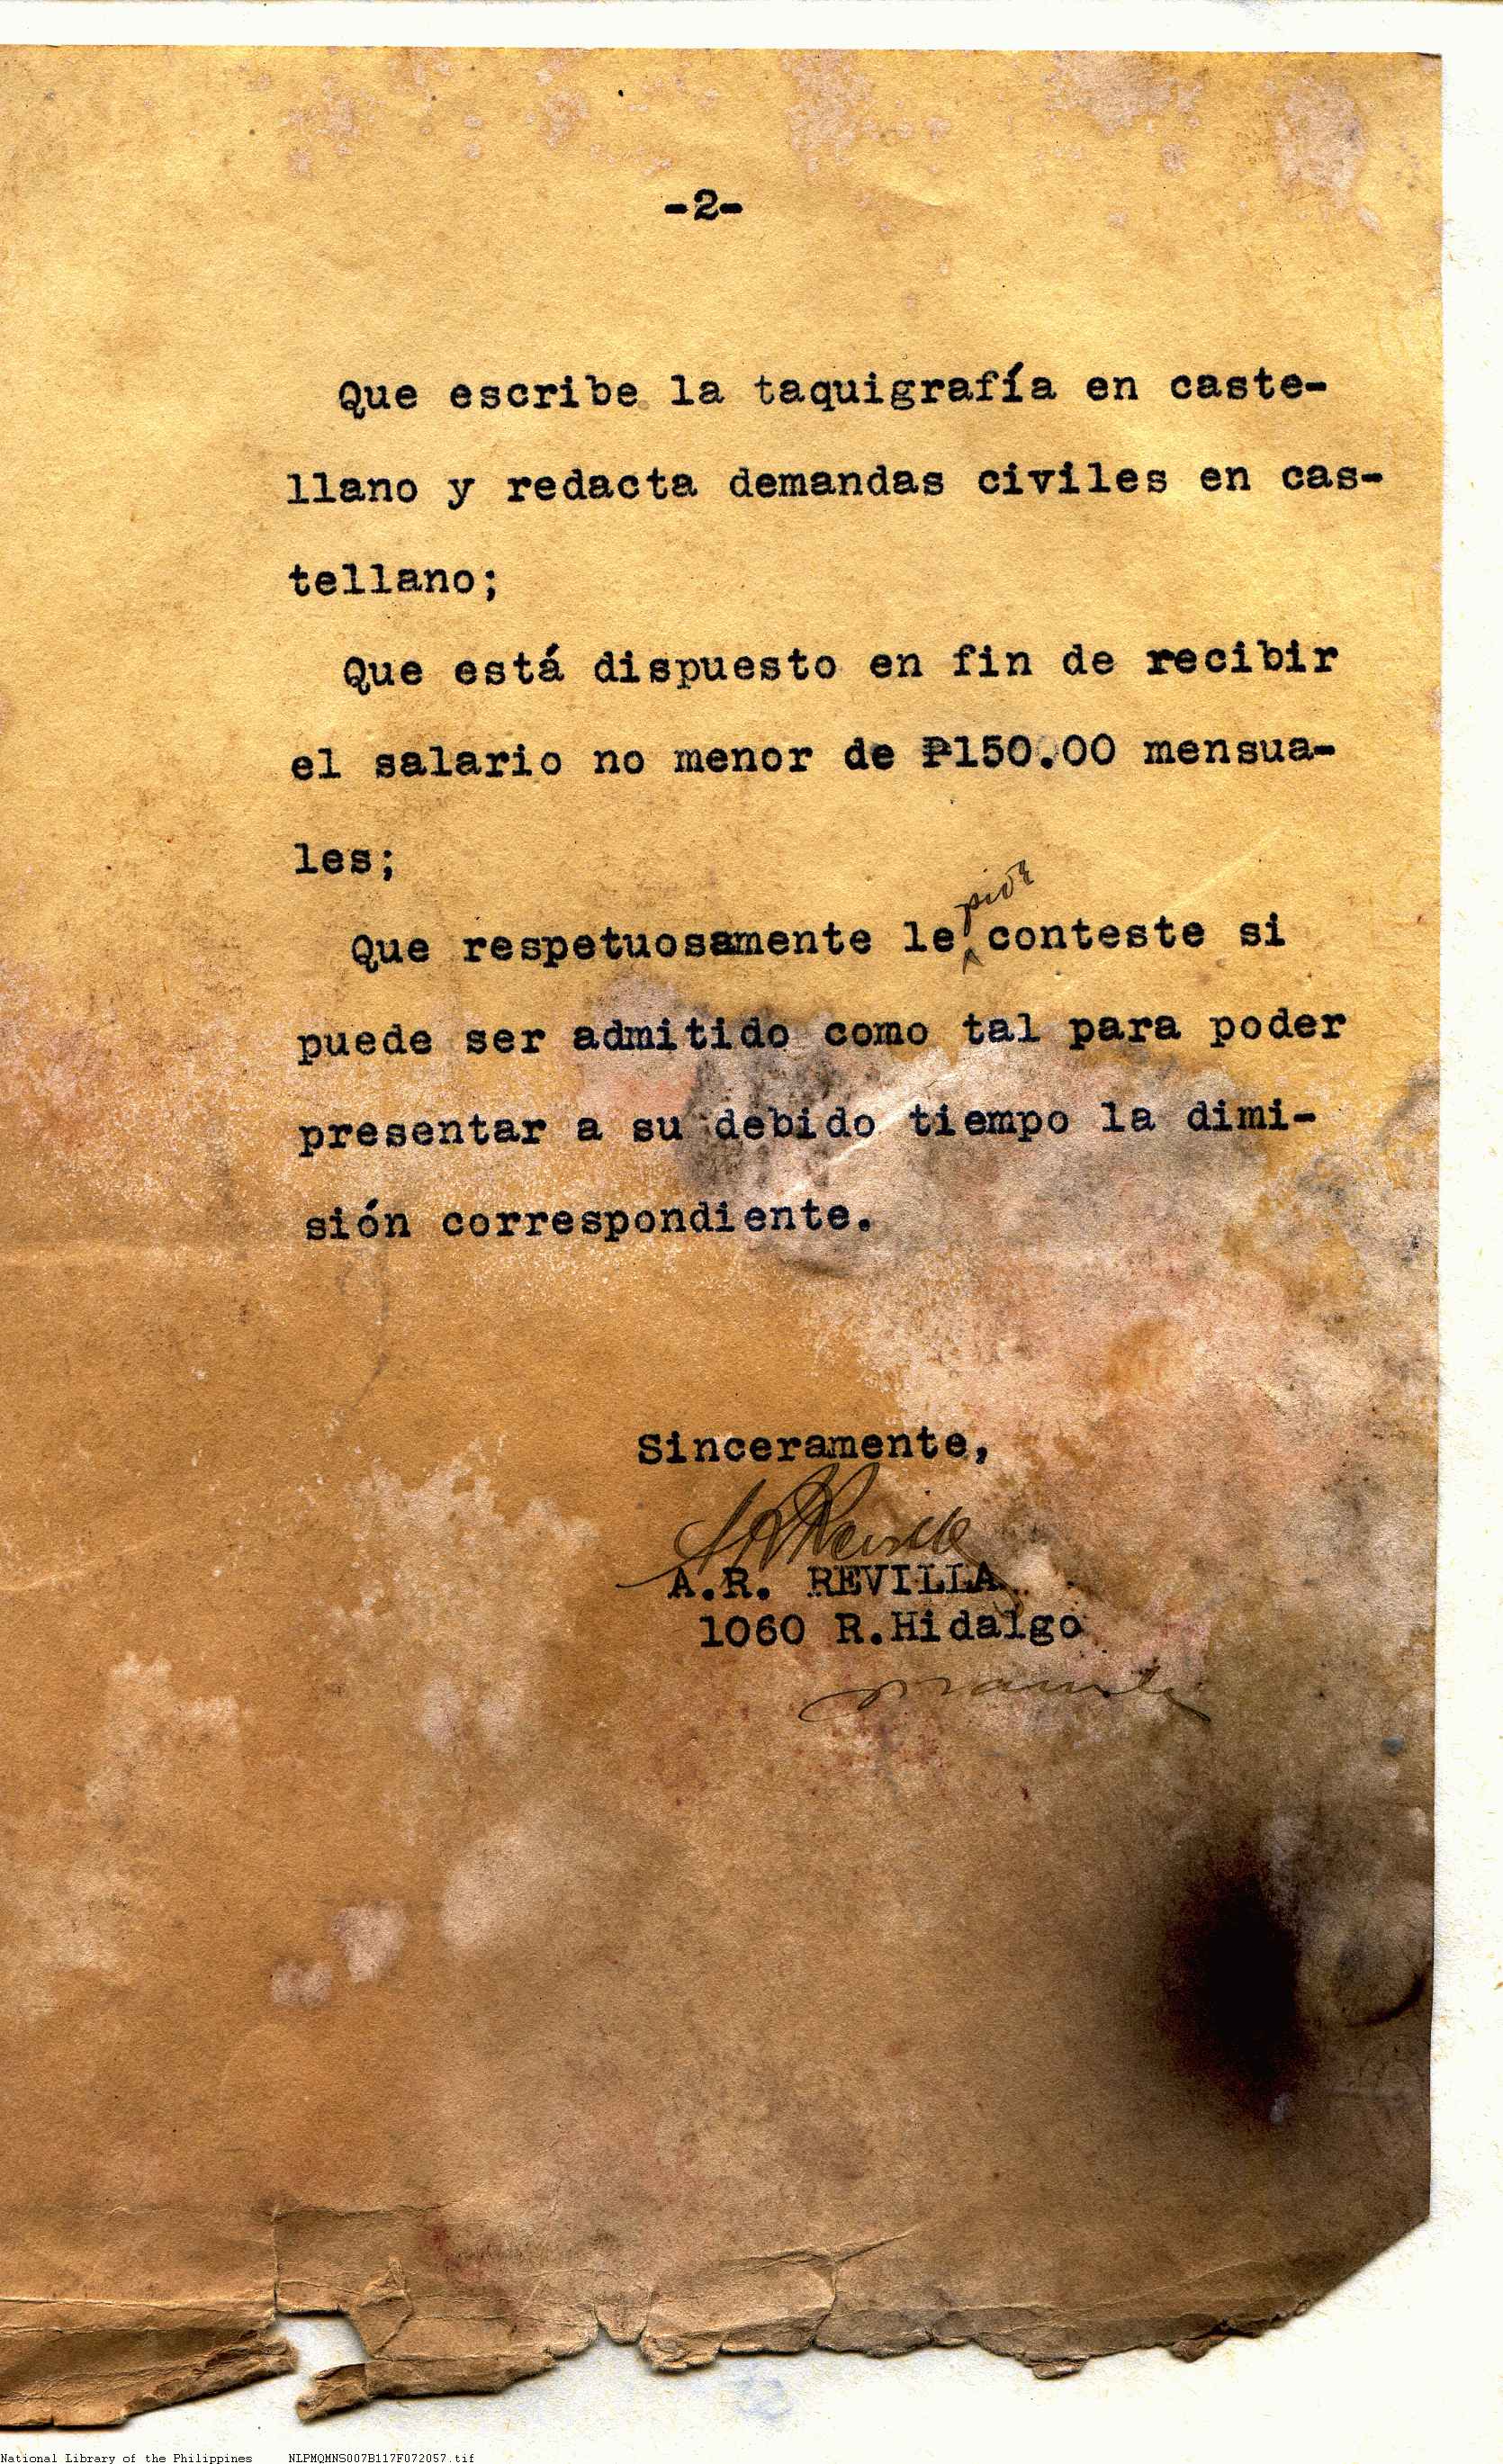 -2-
Que escribe la taquigrafía en caste-
llano y redacta demandas civiles en cas-
tellano;
Que está dispuesto en fin de recibir
el salario no menor de ₱150.00 mensua-
les;
pide
Que respetuosamente le conteste si
puede ser admitido como tal para poder
presentar a su debido tiempo la dimi-
sión correspondiente.
Sinceramente,
A R Revilla
A.R. REVILLA
1060 R.Hidalgo
Manila
National Library of the Philippines NLPMQMNS007B117F072057.tif